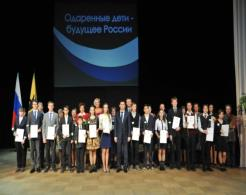 Одаренные дети -
будущее России